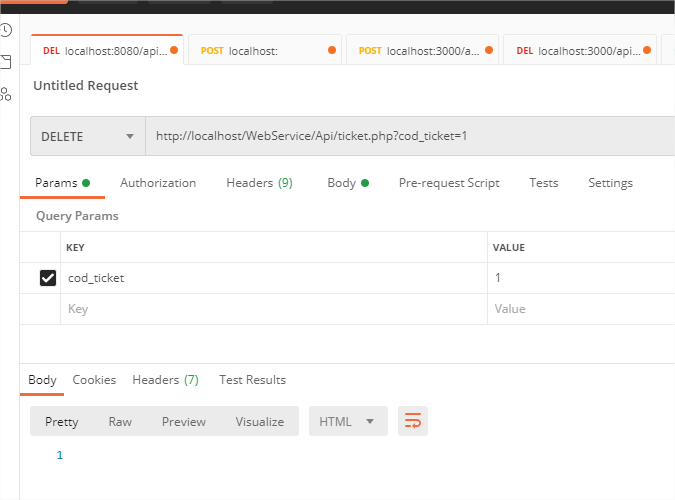 DEL localhost:8080/api... POST localhost: POST localhost:3000/a... DEL localhost:3000/api...
Untitled Request
DELETE http://localhost/WebService/Api/ticket.php?cod_ticket=1
Params Authorization Headers (9) Body Pre-request Script Tests Settings
Query Params
KEY VALUE
cod_ticket 1
Key Value
Body Cookies Headers (7) Test Results
Pretty Raw Preview Visualize HTML
1